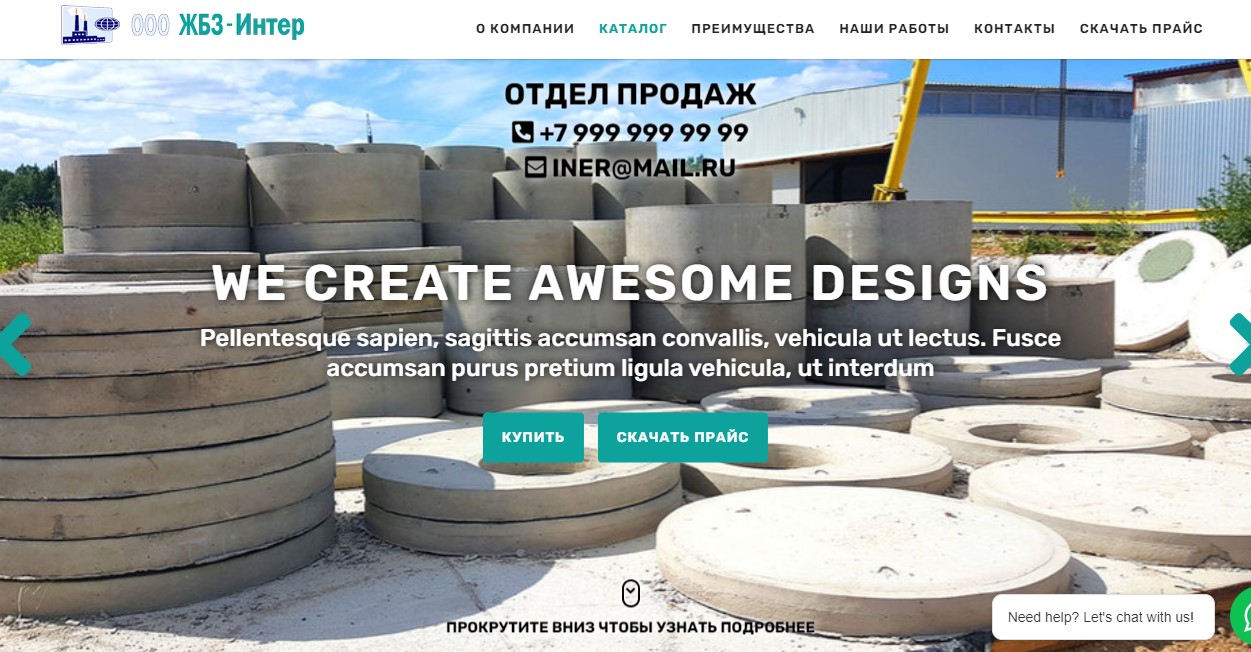 ООО ЖБЗ-Интер
О КОМПАНИИ КАТАЛОГ ПРЕИМУЩЕСТВА НАШИ РАБОТЫ КОНТАКТЫ СКАЧАТЬ ПРАЙС
ОТДЕЛ ПРОДАЖ
+7 999 999 99 99
INER@MAIL.RU
WE CREATE AWESOME DESIGNS
Pellentesque sapien, sagittis accumsan convallis, vehicula ut lectus. Fusce
accumsan purus pretium ligula vehicula, ut interdum
КУПИТЬ СКАЧАТЬ ПРАЙС
ПРОКРУТИТЕ ВНИЗ ЧТОБЫ УЗНАТЬ ПОДРОБНЕЕ
Need help? Let's chat with us!